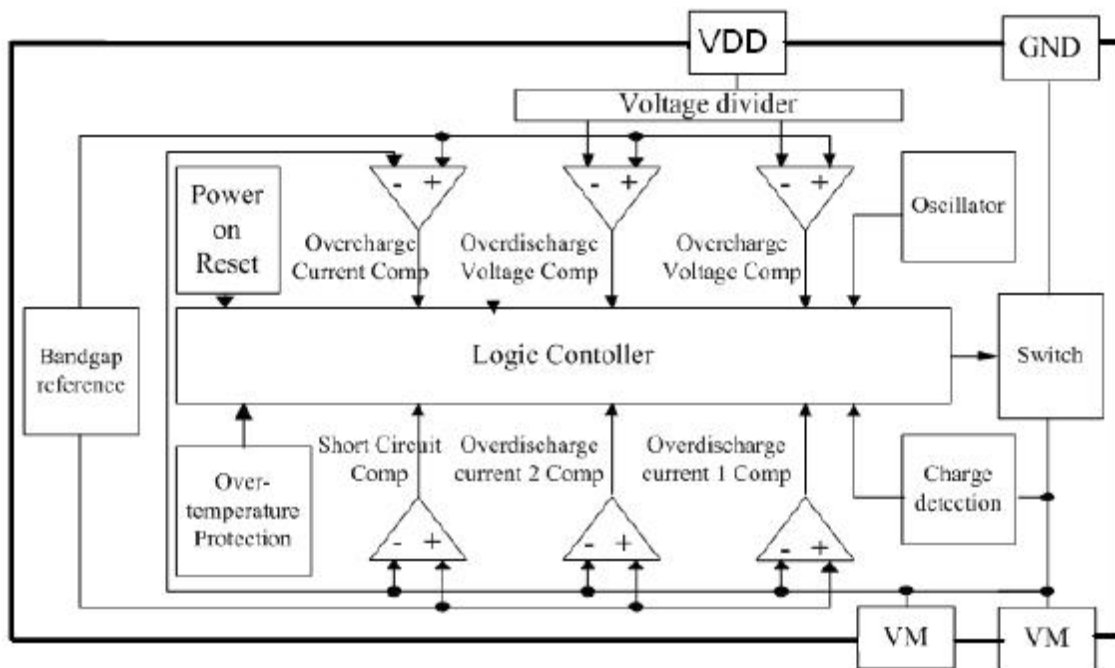 VDD
GND
Voltage divider
- +
- +
- +
Power
on
Reset
Oscillator
Overcharge
Current Comp
Overdischarge
Voltage Comp
Overcharge
Voltage Comp
Bandgap
reference
Logic Contoller
Switch
Over-
temperature
Protection
Short Circuit
Comp
Overdischarge
current 2 Comp
Overdischarge
current 1 Comp
Charge
detection
- +
- +
- +
VM
VM